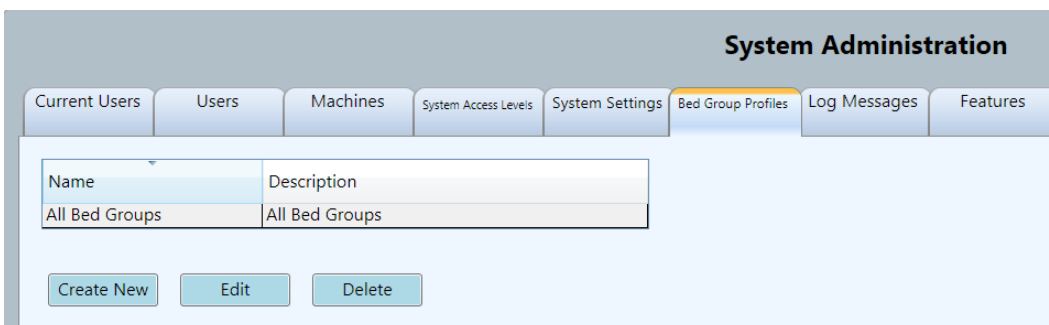 System Administration
Current Users Users Machines System Access Levels System Settings Bed Group Profiles Log Messages Features
Name Description
All Bed Groups All Bed Groups
Create New Edit Delete